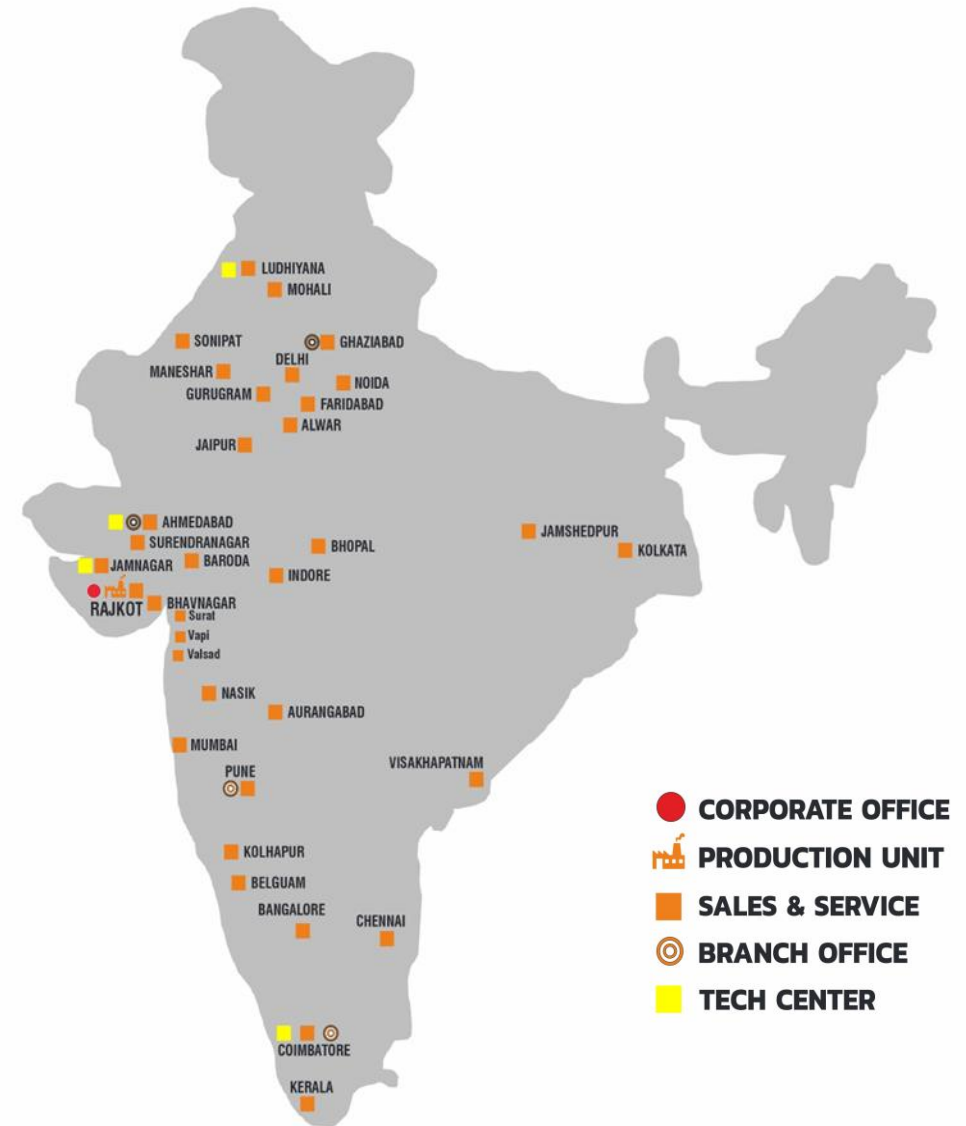 LUDHIYANA
MOHALI
SONIPAT
GHAZIABAD
DELHI
MANESHAR
NOIDA
GURUGRAM
FARIDABAD
ALWAR
JAIPUR
AHMEDABAD
SURENDRANAGAR
JAMSHEDPUR
BHOPAL
KOLKATA
BARODA
JAMNAGAR
INDORE
RAJKOT
BHAVNAGAR
Surat
Vapi
Valsad
NASIK
AURANGABAD
MUMBAI
VISAKHAPATNAM
PUNE
CORPORATE OFFICE
PRODUCTION UNIT
SALES & SERVICE
BRANCH OFFICE
TECH CENTER
KOLHAPUR
BELGUAM
BANGALORE
CHENNAI
COIMBATORE
KERALA